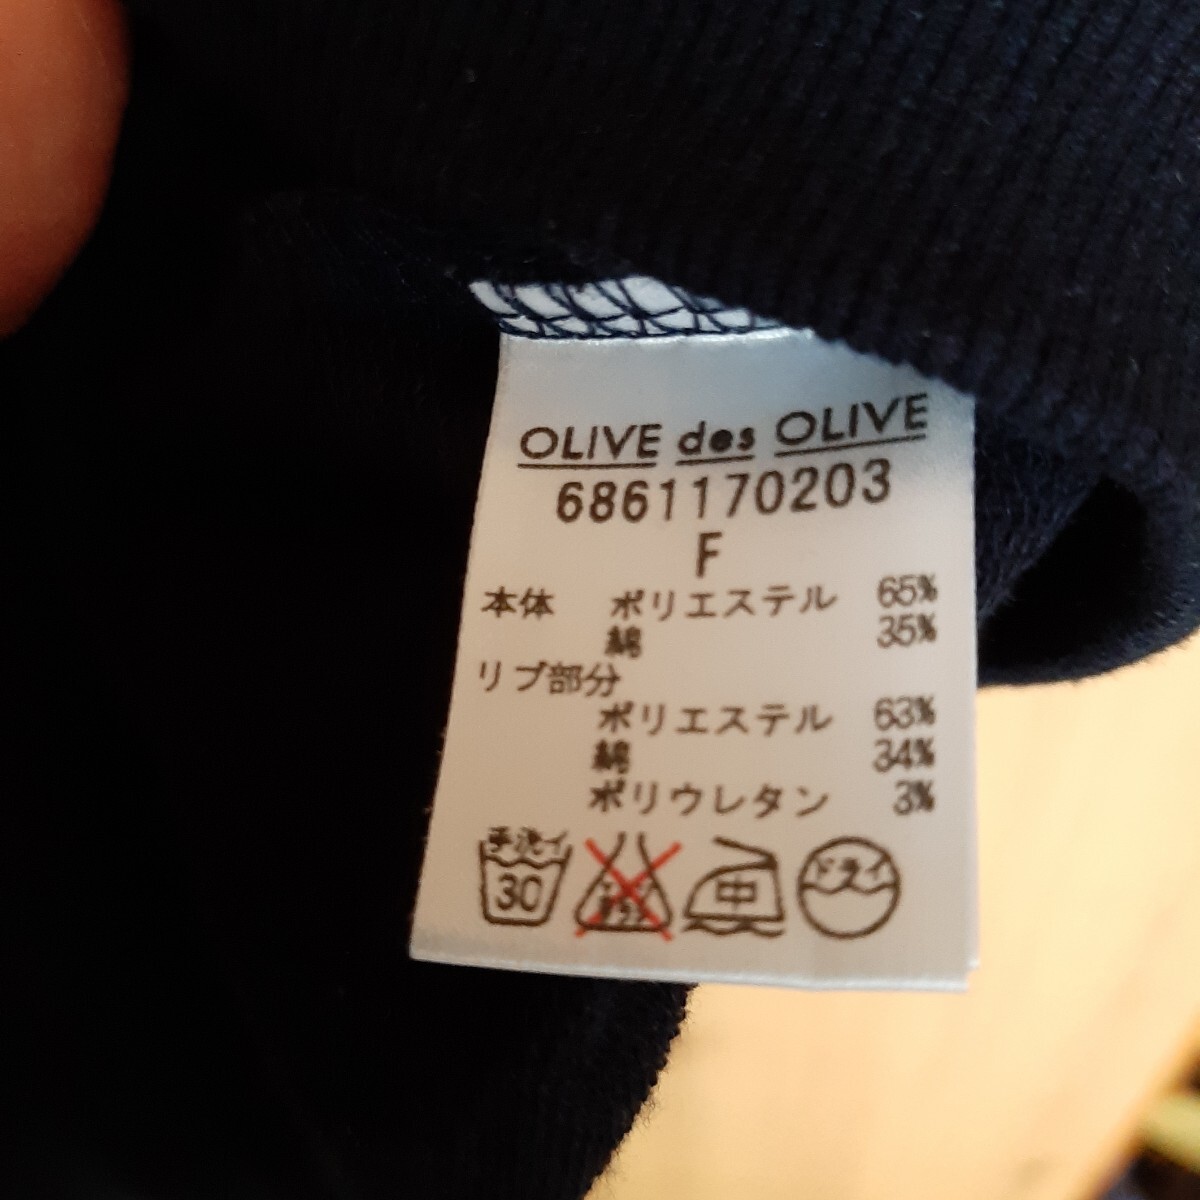 OLIVE des OLIVE
6861170203
F
本体 ポリエステル 65%
綿 35%
リブ部分
ポリエステル 63%
綿 34%
ポリウレタン 3%
手洗イ
30
中
ドライ